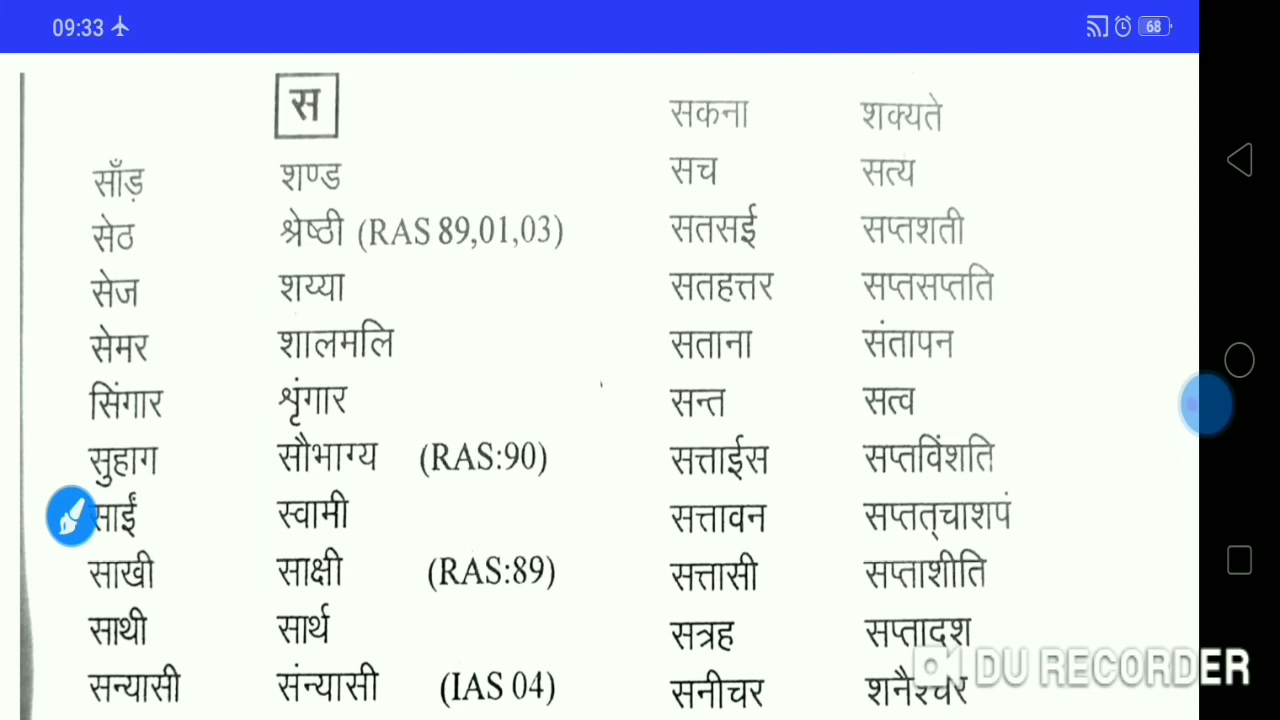 09:33
68
स
साँड़ शण्ड
सेठ श्रेष्ठी (RAS 89,01,03)
सेज शय्या
सेमर शालमलि
सिंगार शृंगार
सुहाग सौभाग्य (RAS:90)
साईं स्वामी
साखी साक्षी (RAS:89)
साथी सार्थ
सन्यासी संन्यासी (IAS 04)
सकना शक्यते
सच सत्य
सतसई सप्तशती
सतहत्तर सप्तसप्तति
सताना संतापन
सन्त सत्व
सत्ताईस सप्तविंशति
सत्तावन सप्तत्चाशपं
सत्तासी सप्ताशीति
सत्रह सप्तादश
सनीचर शनैश्चर
DU RECORDER